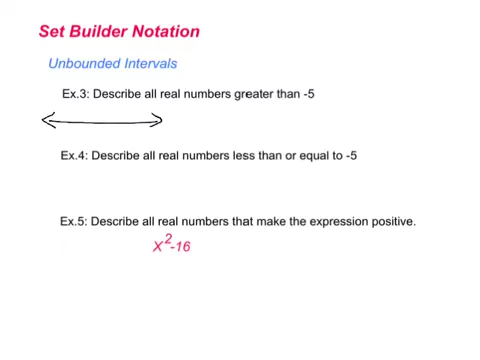 Set Builder Notation
Unbounded Intervals
Ex.3: Describe all real numbers greater than -5
Ex.4: Describe all real numbers less than or equal to -5
Ex.5: Describe all real numbers that make the expression positive.
X²-16